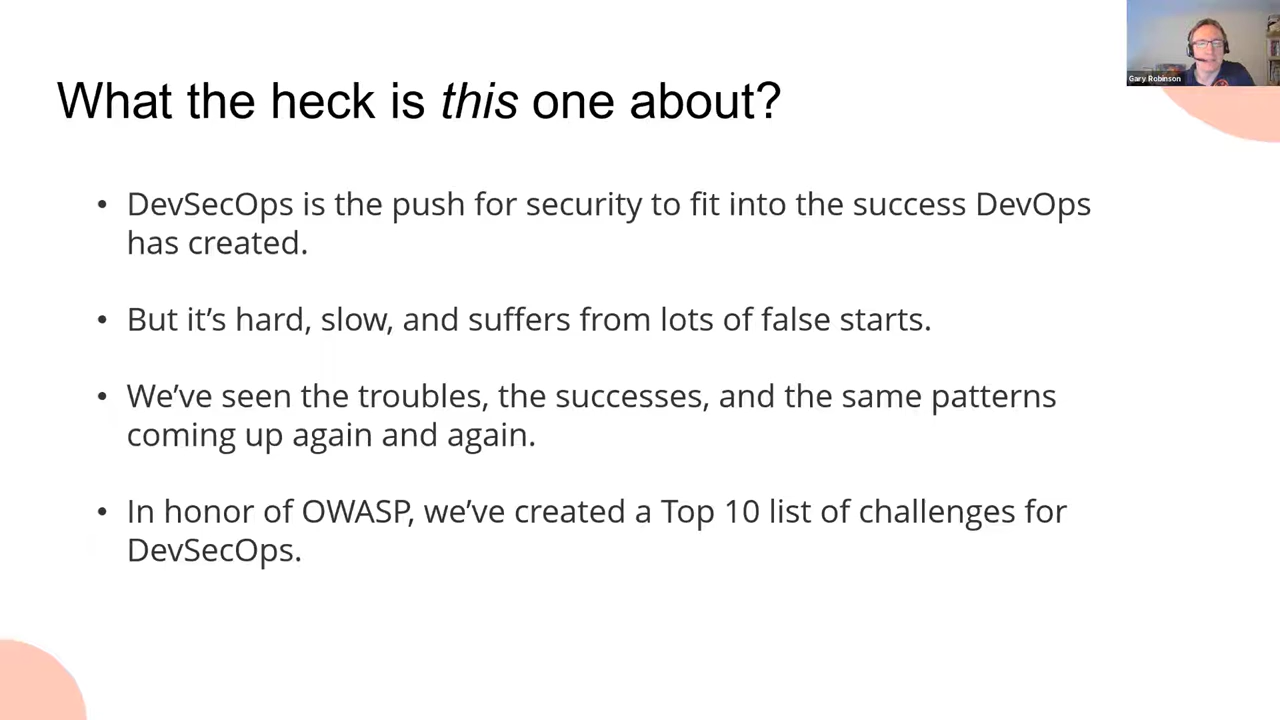 Gary Robinson
What the heck is this one about?
• DevSecOps is the push for security to fit into the success DevOps
has created.
• But it’s hard, slow, and suffers from lots of false starts.
• We’ve seen the troubles, the successes, and the same patterns
coming up again and again.
• In honor of OWASP, we’ve created a Top 10 list of challenges for
DevSecOps.